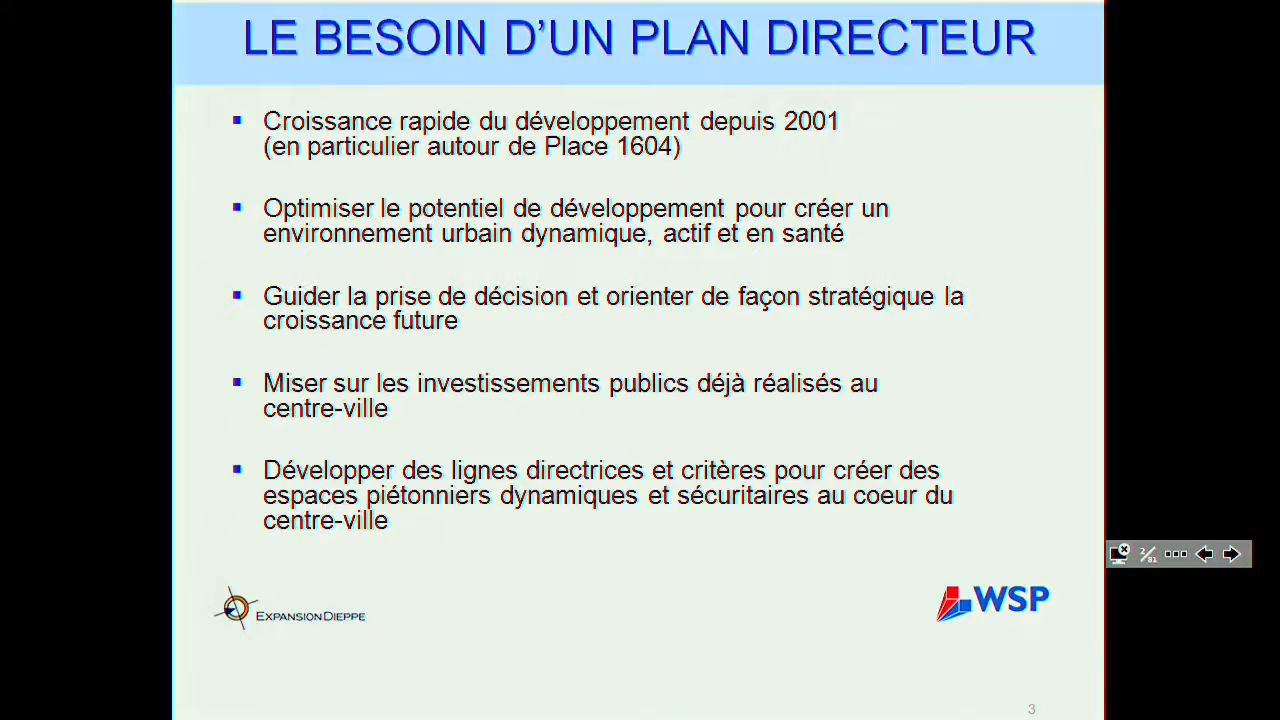 LE BESOIN D’UN PLAN DIRECTEUR
Croissance rapide du développement depuis 2001
(en particulier autour de Place 1604)
Optimiser le potentiel de développement pour créer un
environnement urbain dynamique, actif et en santé
Guider la prise de décision et orienter de façon stratégique la
croissance future
Miser sur les investissements publics déjà réalisés au
centre-ville
Développer des lignes directrices et critères pour créer des
espaces piétonniers dynamiques et sécuritaires au coeur du
centre-ville
2/81
EXPANSIONDIEPPE
WSP
3